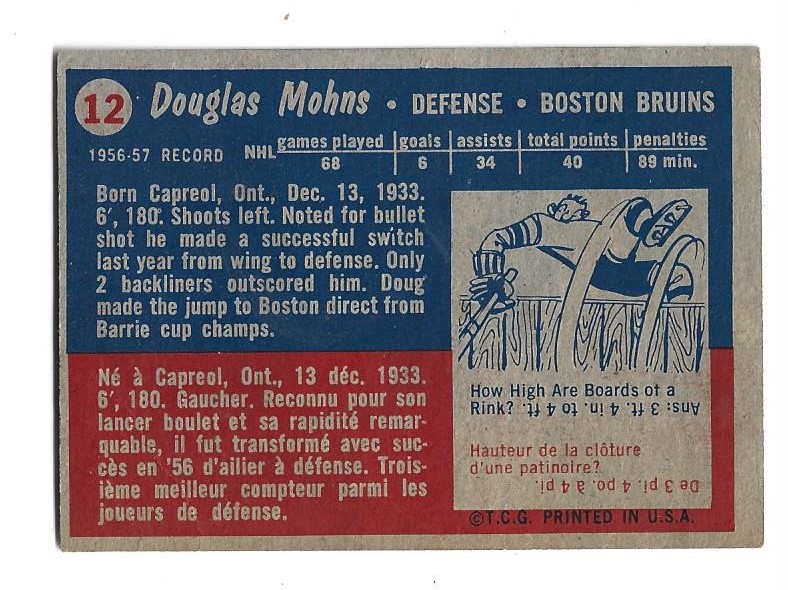 12 Douglas Mohns • DEFENSE • BOSTON BRUINS
1956-57 RECORD NHL games played goals assists total points penalties
68 6 34 40 89 min.
Born Capreol, Ont., Dec. 13, 1933.
6', 180. Shoots left. Noted for bullet
shot he made a successful switch
last year from wing to defense. Only
2 backliners outscored him. Doug
made the jump to Boston direct from
Barrie cup champs.
Né à Capreol, Ont., 13 déc. 1933.
6', 180. Gaucher. Reconnu pour son
lancer boulet et sa rapidité remar-
quable, il fut transformé avec suc-
cès en '56 d'ailier à défense. Trois-
ième meilleur compteur parmi les
joueurs de défense.
How High Are Boards of a
Rink?
Ans: 3 ft. 4 in. to 4 ft.
Hauteur de la clôture
d'une patinoire?
De 3 pi. 4 po. à 4 pi.
©T.C.G. PRINTED IN U.S.A.